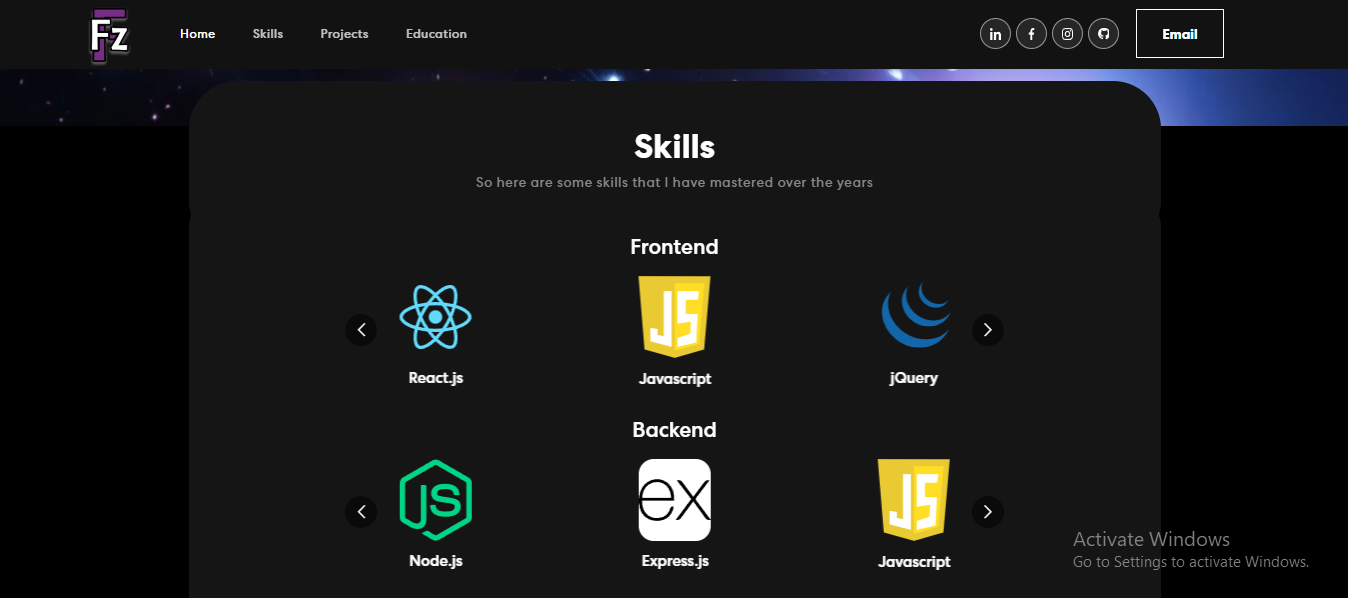 Fz Home Skills Projects Education in f Email
Skills
So here are some skills that I have mastered over the years
Frontend
JS
React.js Javascript jQuery
Backend
JS ex JS
Node.js Express.js Javascript
Activate Windows
Go to Settings to activate Windows.